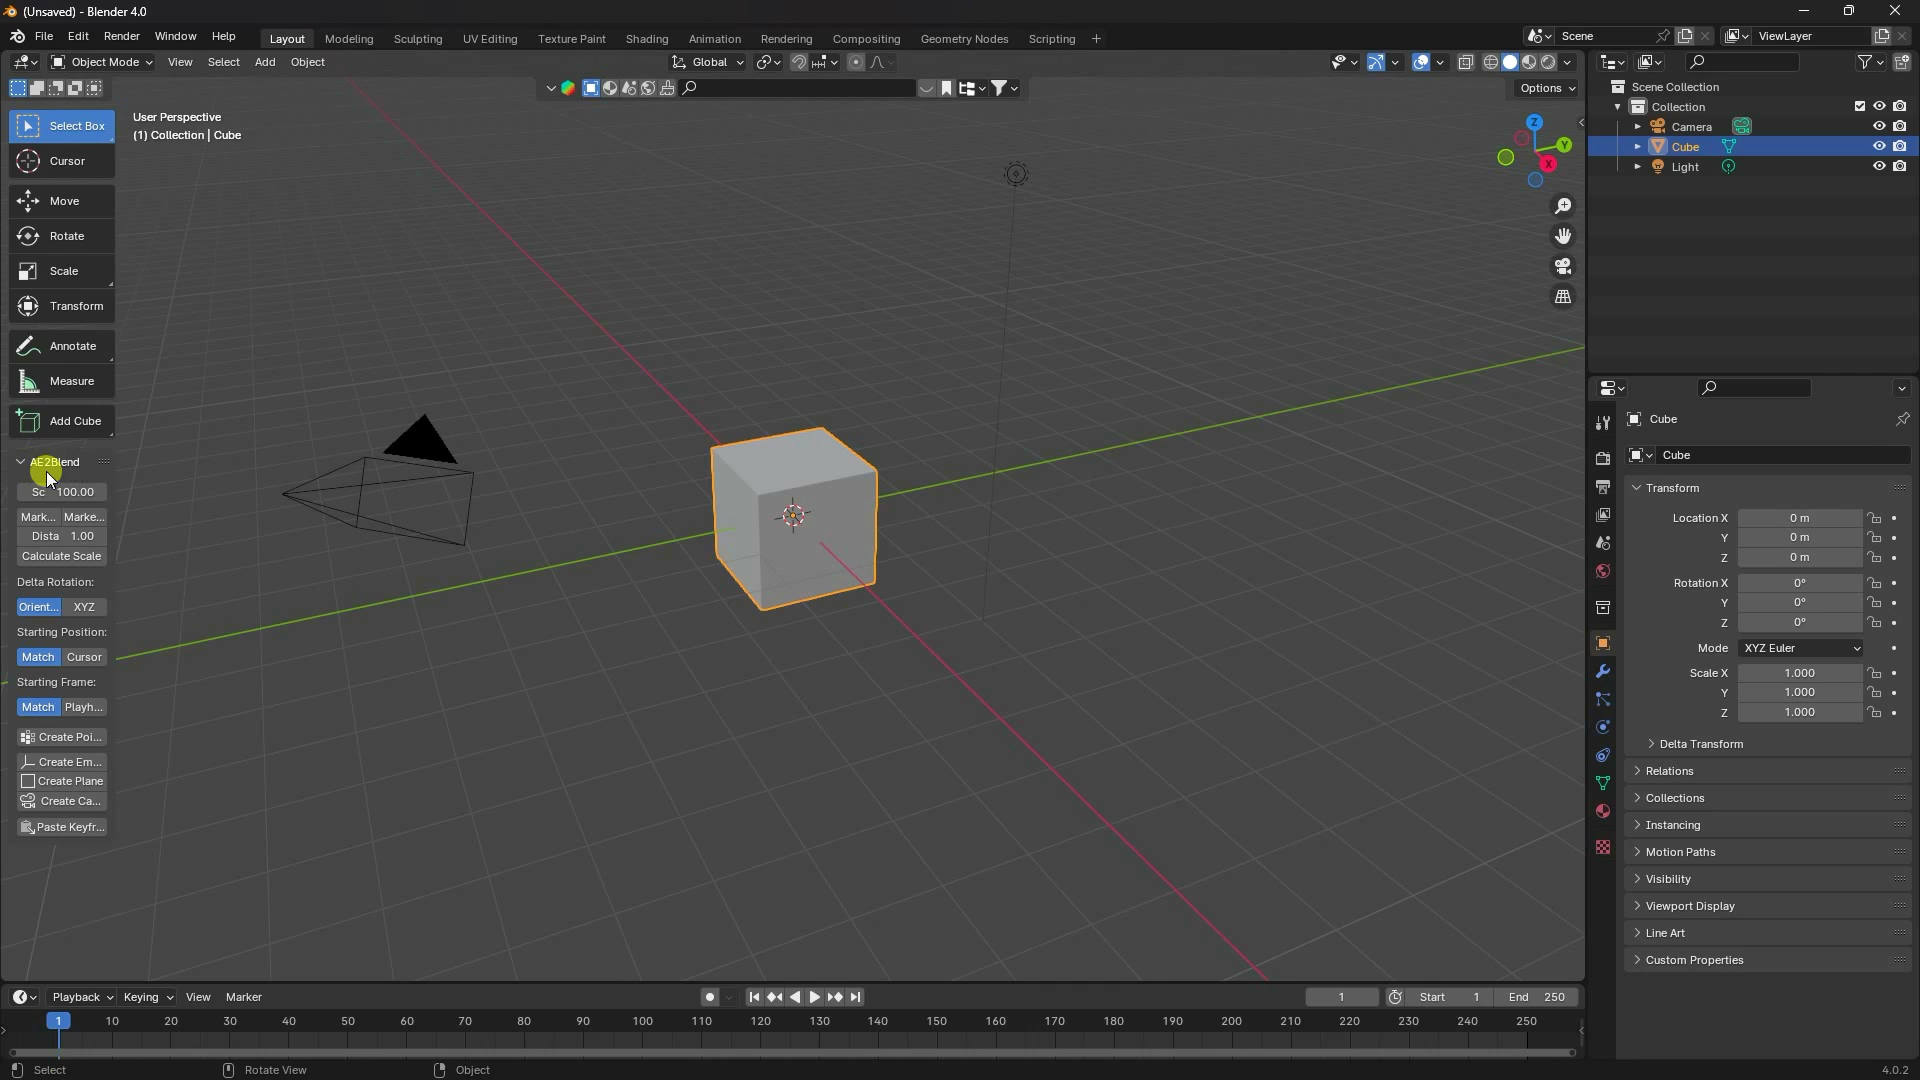 (Unsaved) - Blender 4.0
File Edit Render Window Help Layout Modeling Sculpting UV Editing Texture Paint Shading Animation Rendering Compositing Geometry Nodes Scripting + Scene ViewLayer
Object Mode View Select Add Object Global
Options
User Perspective
(1) Collection | Cube
Select Box
Cursor
Move
Rotate
Scale
Transform
Annotate
Measure
Add Cube
AE2Blend
Sc 100.00
Mark... Marke...
Dista 1.00
Calculate Scale
Delta Rotation:
Orient... XYZ
Starting Position:
Match Cursor
Starting Frame:
Match Playh...
Create Poi...
Create Em...
Create Plane
Create Ca...
Paste Keyfr...
Z
Y
X
Scene Collection
Collection
Camera
Cube
Light
Cube
Cube
Transform
Location X 0 m
Y 0 m
Z 0 m
Rotation X 0°
Y 0°
Z 0°
Mode XYZ Euler
Scale X 1.000
Y 1.000
Z 1.000
Delta Transform
Relations
Collections
Instancing
Motion Paths
Visibility
Viewport Display
Line Art
Custom Properties
Playback Keying View Marker 1 Start 1 End 250
1 10 20 30 40 50 60 70 80 90 100 110 120 130 140 150 160 170 180 190 200 210 220 230 240 250
Select Rotate View Object 4.0.2